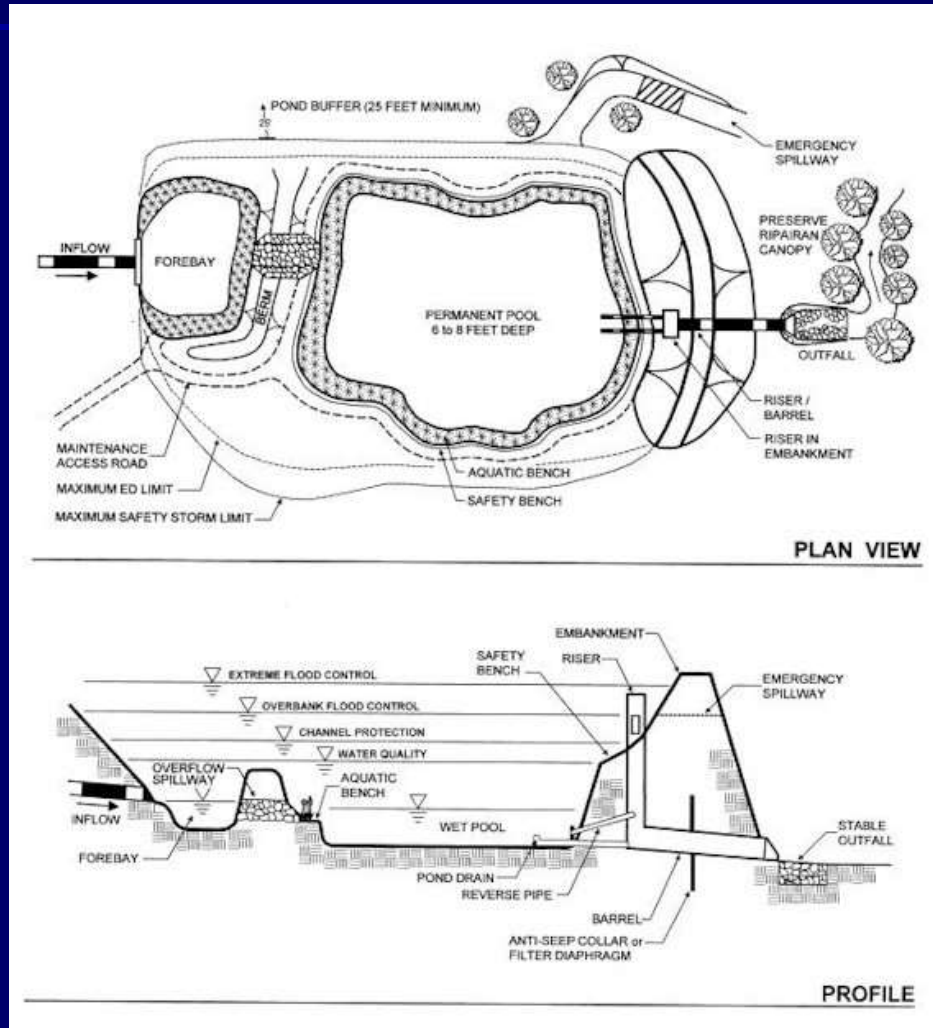 POND BUFFER (25 FEET MINIMUM)
25'
EMERGENCY
SPILLWAY
PRESERVE
RIPAIRAN
CANOPY
INFLOW
FOREBAY
BERM
PERMANENT POOL
6 to 8 FEET DEEP
OUTFALL
RISER /
BARREL
RISER IN
EMBANKMENT
MAINTENANCE
ACCESS ROAD
AQUATIC BENCH
MAXIMUM ED LIMIT
SAFETY BENCH
MAXIMUM SAFETY STORM LIMIT
PLAN VIEW
EMBANKMENT
SAFETY
BENCH
RISER
EXTREME FLOOD CONTROL
EMERGENCY
SPILLWAY
OVERBANK FLOOD CONTROL
CHANNEL PROTECTION
WATER QUALITY
OVERFLOW
SPILLWAY
AQUATIC
BENCH
INFLOW
WET POOL
STABLE
OUTFALL
FOREBAY
POND DRAIN
REVERSE PIPE
BARREL
ANTI-SEEP COLLAR or
FILTER DIAPHRAGM
PROFILE